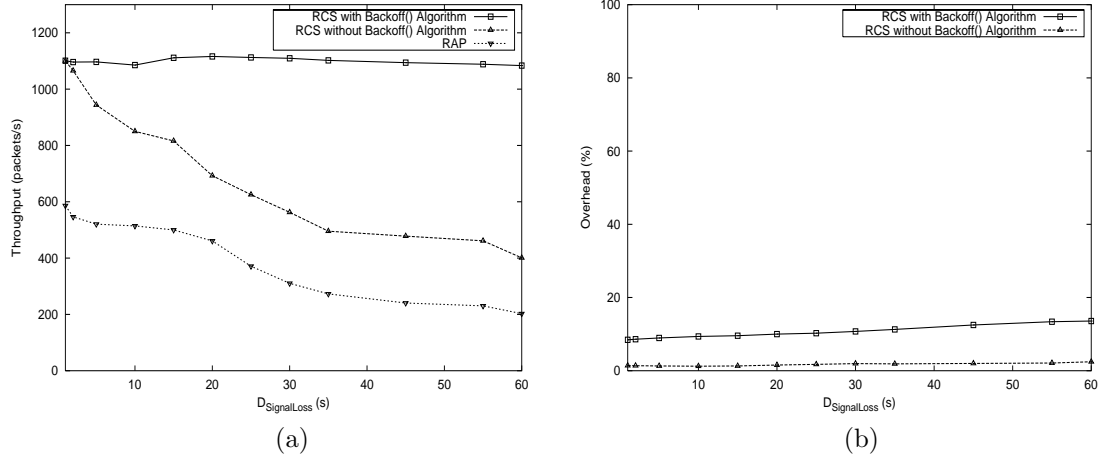 RCS with Backoff() Algorithm
RCS without Backoff() Algorithm
RAP
1200
1000
800
600
400
200
0
Throughput (packets/s)
10
20
30
40
50
60
D_SignalLoss (s)
(a)
RCS with Backoff() Algorithm
RCS without Backoff() Algorithm
100
80
60
40
20
0
Overhead (%)
10
20
30
40
50
60
D_SignalLoss (s)
(b)